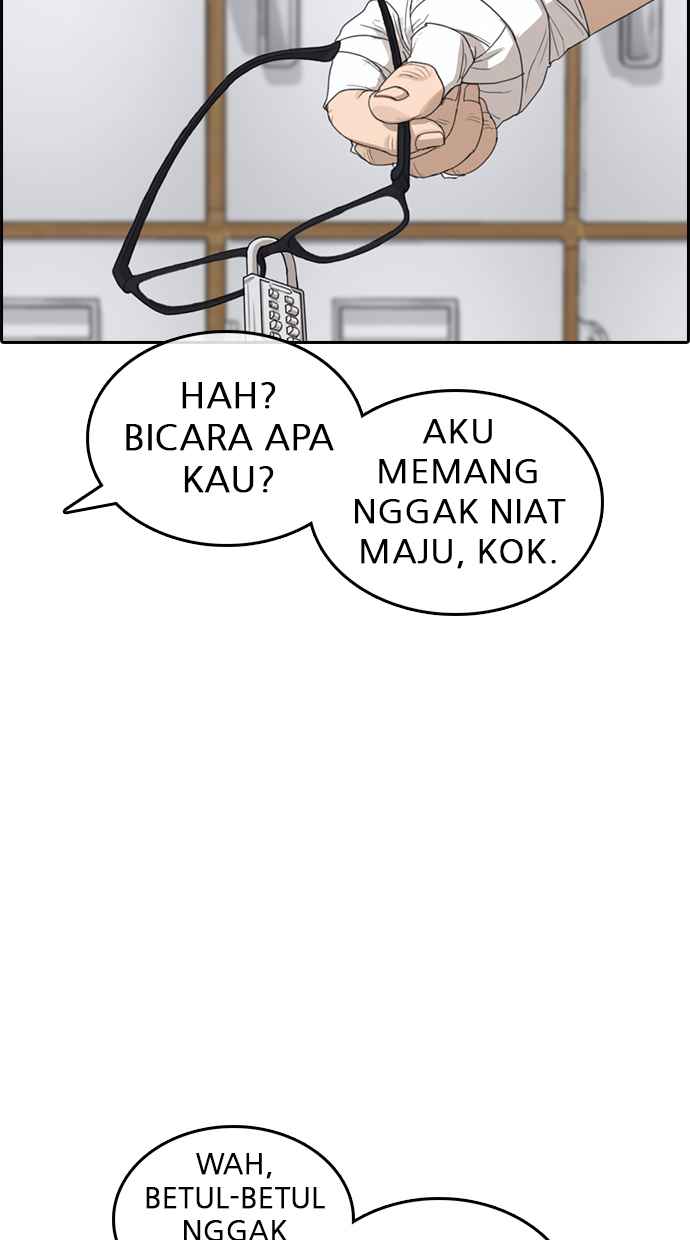 HAH?
BICARA APA
KAU?
AKU
MEMANG
NGGAK NIAT
MAJU, KOK.
WAH,
BETUL-BETUL
NGGAK